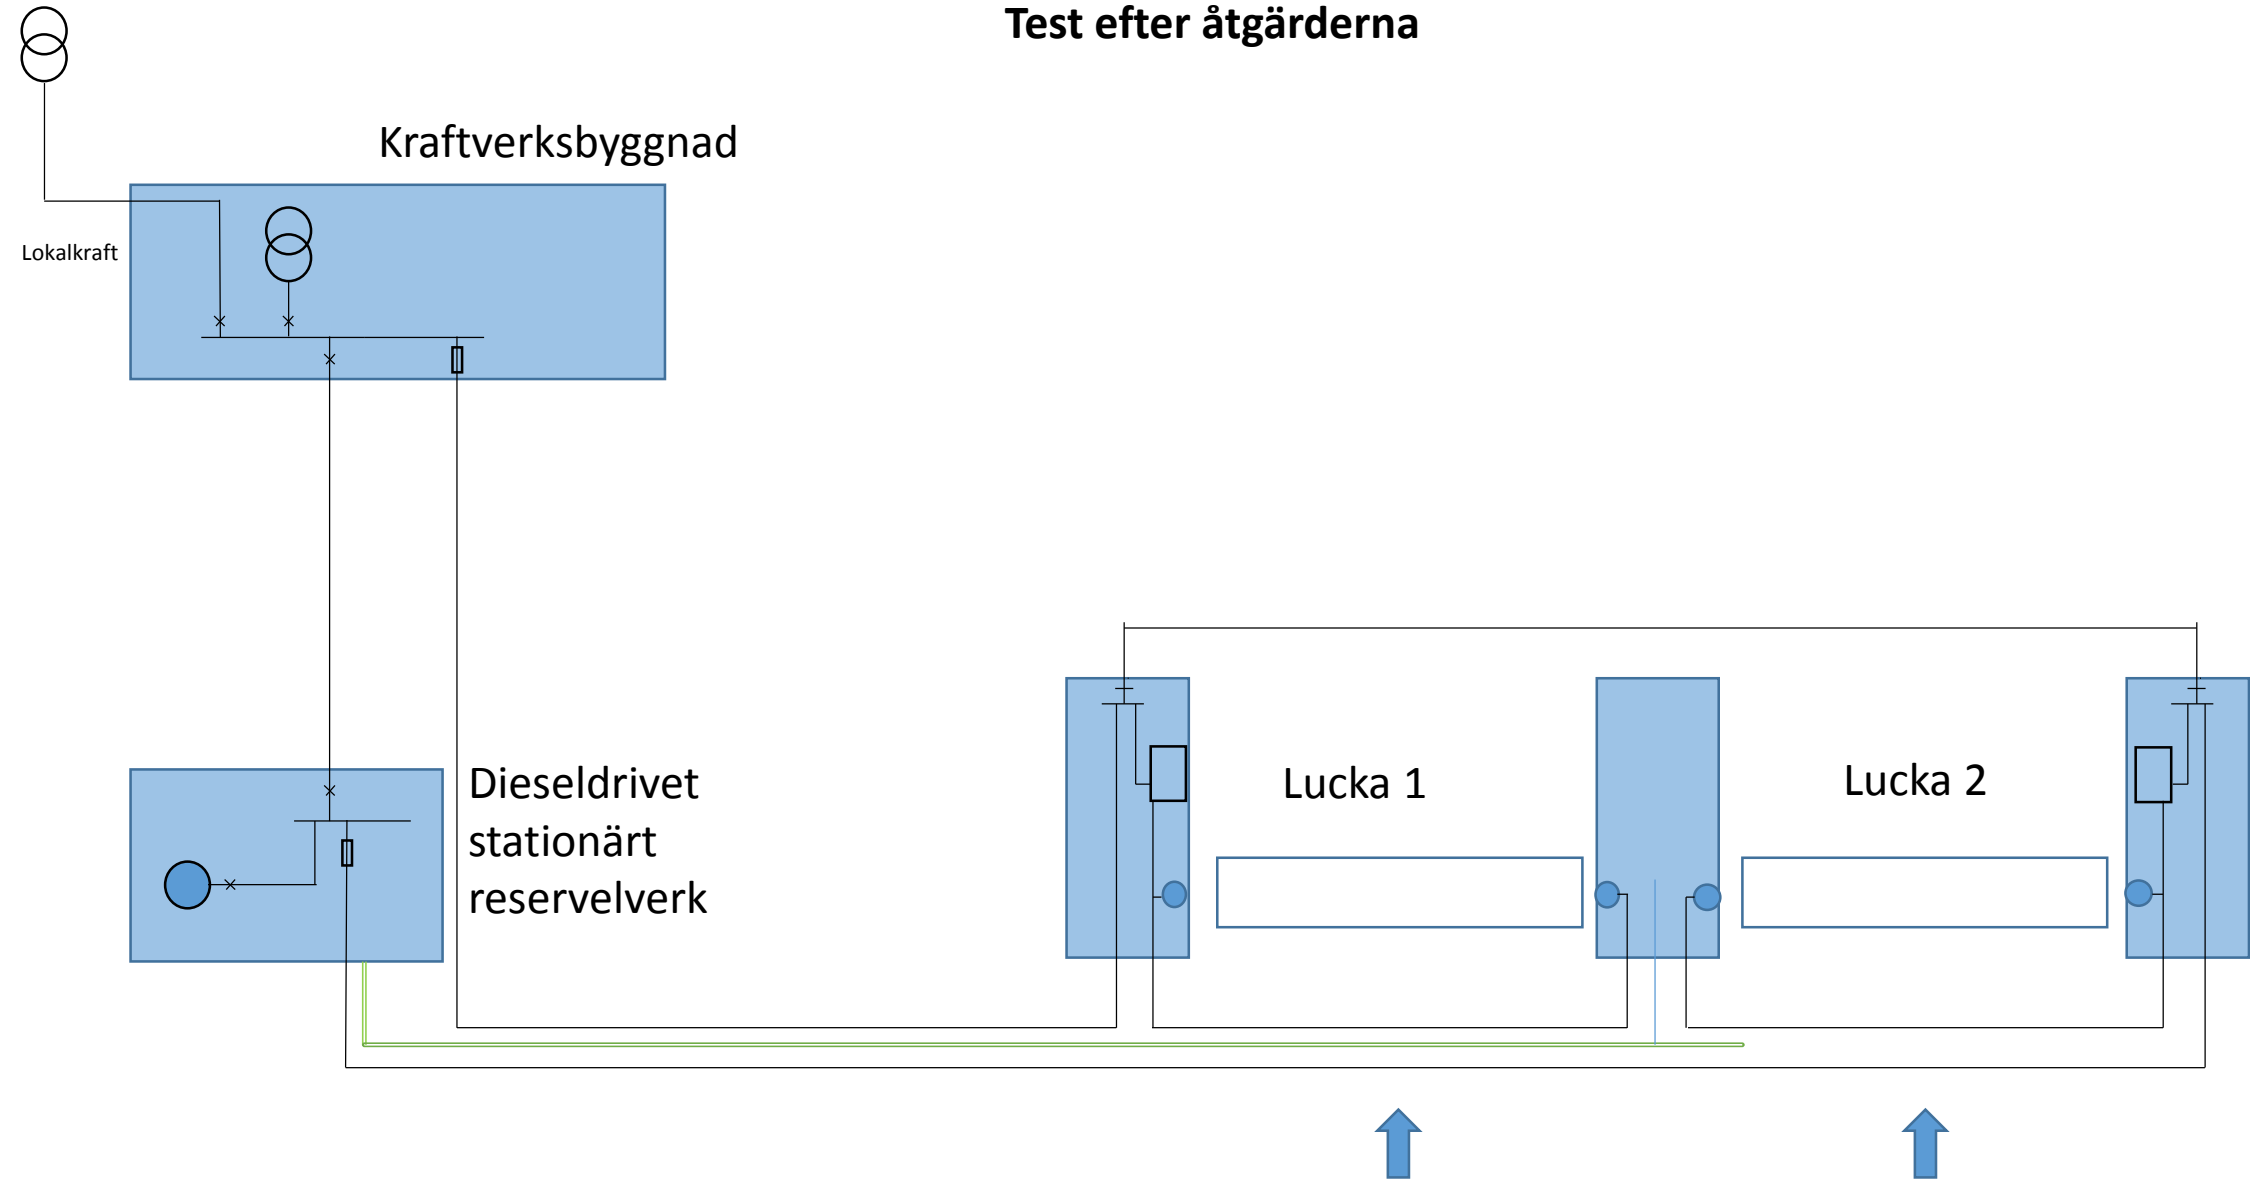 Test efter åtgärderna
Kraftverksbyggnad
Lokalkraft
Dieseldrivet
stationärt
reservelverk
Lucka 1
Lucka 2